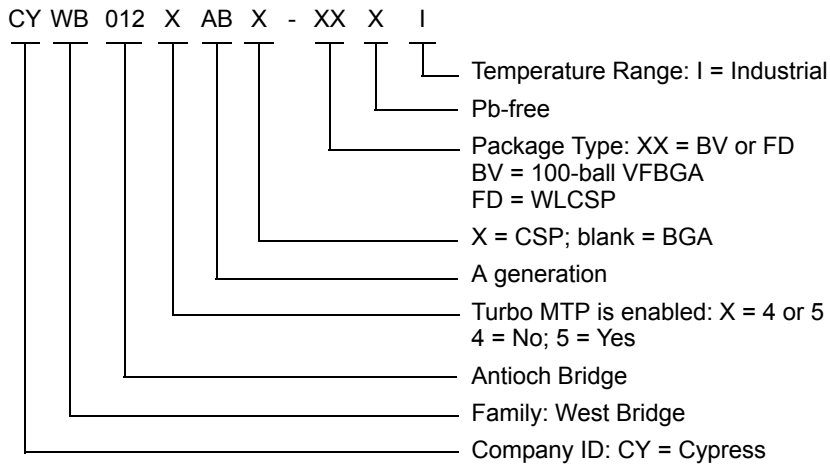 CY WB 012 X AB X - XX X I
Temperature Range: I = Industrial
Pb-free
Package Type: XX = BV or FD
BV = 100-ball VFBGA
FD = WLCSP
X = CSP; blank = BGA
A generation
Turbo MTP is enabled: X = 4 or 5
4 = No; 5 = Yes
Antioch Bridge
Family: West Bridge
Company ID: CY = Cypress